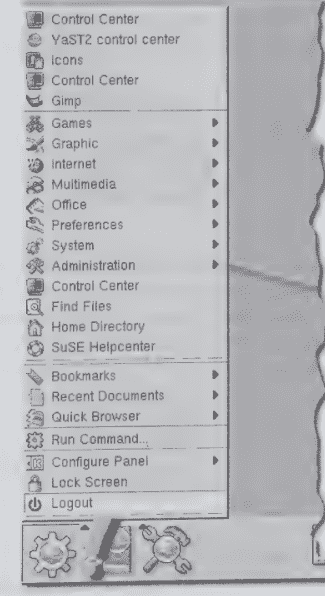 Control Center
YaST2 control center
Icons
Control Center
Gimp
Games
Graphic
Internet
Multimedia
Office
Preferences
System
Administration
Control Center
Find Files
Home Directory
SuSE Helpcenter
Bookmarks
Recent Documents
Quick Browser
Run Command...
Configure Panel
Lock Screen
Logout